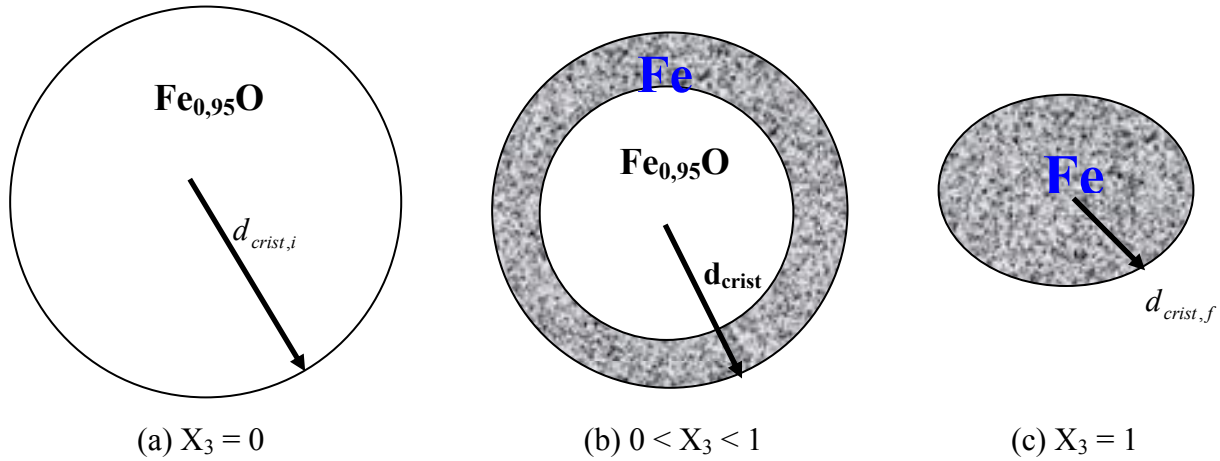 Fe0,95O
dcrist,i
(a) X3 = 0
Fe
Fe0,95O
dcrist
(b) 0 < X3 < 1
Fe
dcrist,f
(c) X3 = 1